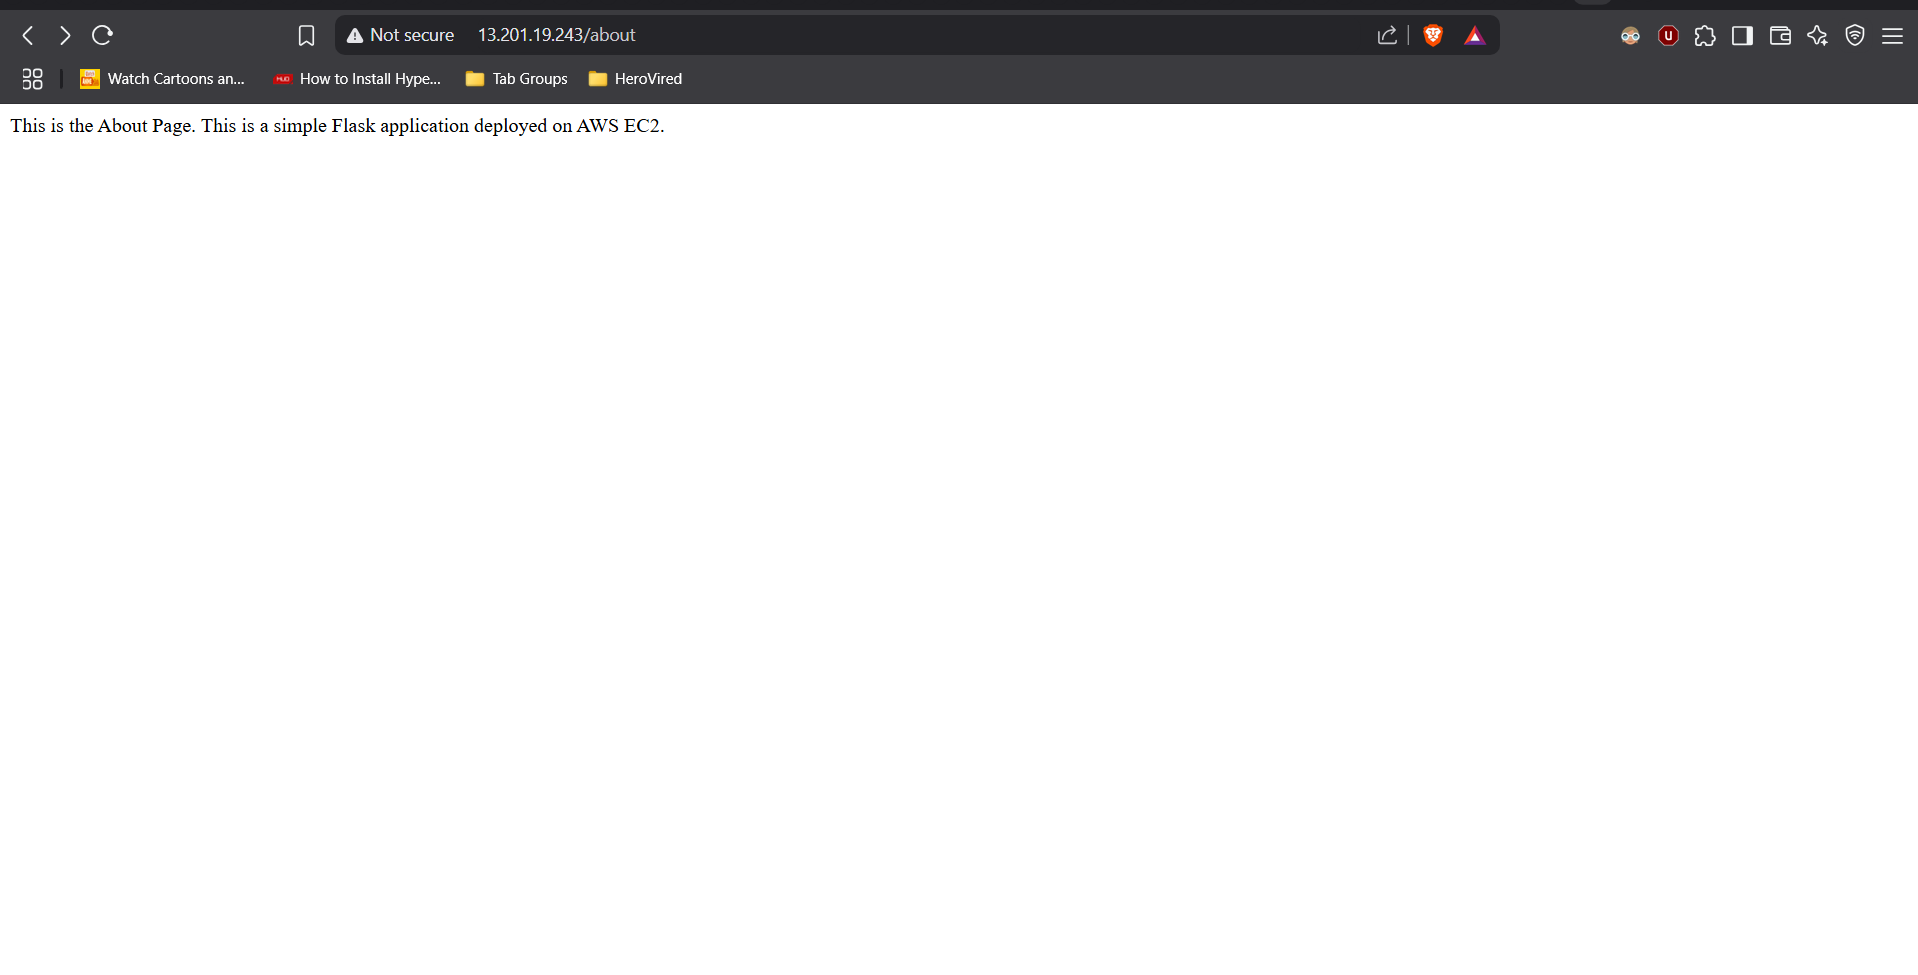 Not secure 13.201.19.243/about
Watch Cartoons an... How to Install Hype... Tab Groups HeroVired
This is the About Page. This is a simple Flask application deployed on AWS EC2.